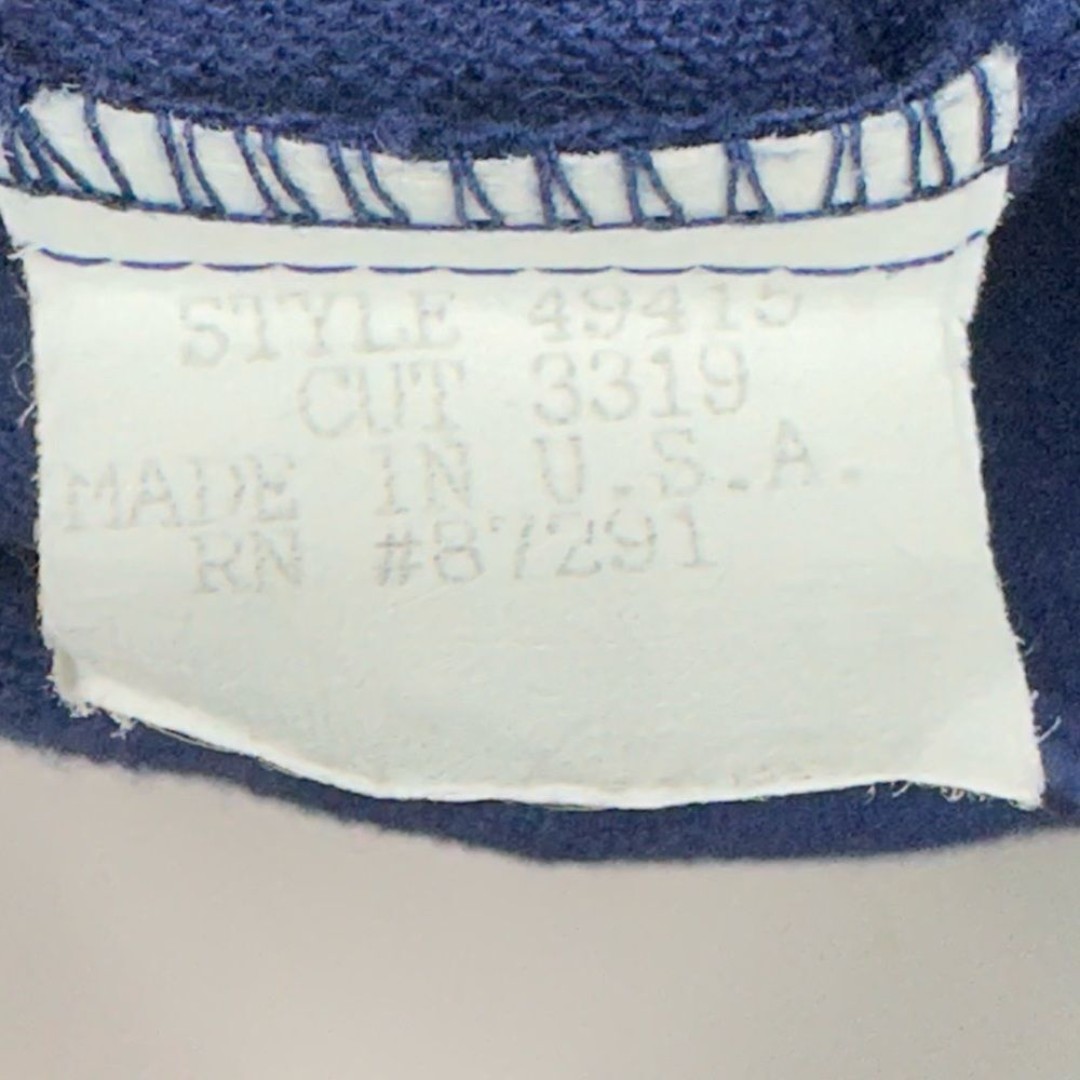 STYLE 49415
CUT 3319
MADE IN U.S.A.
RN #87291